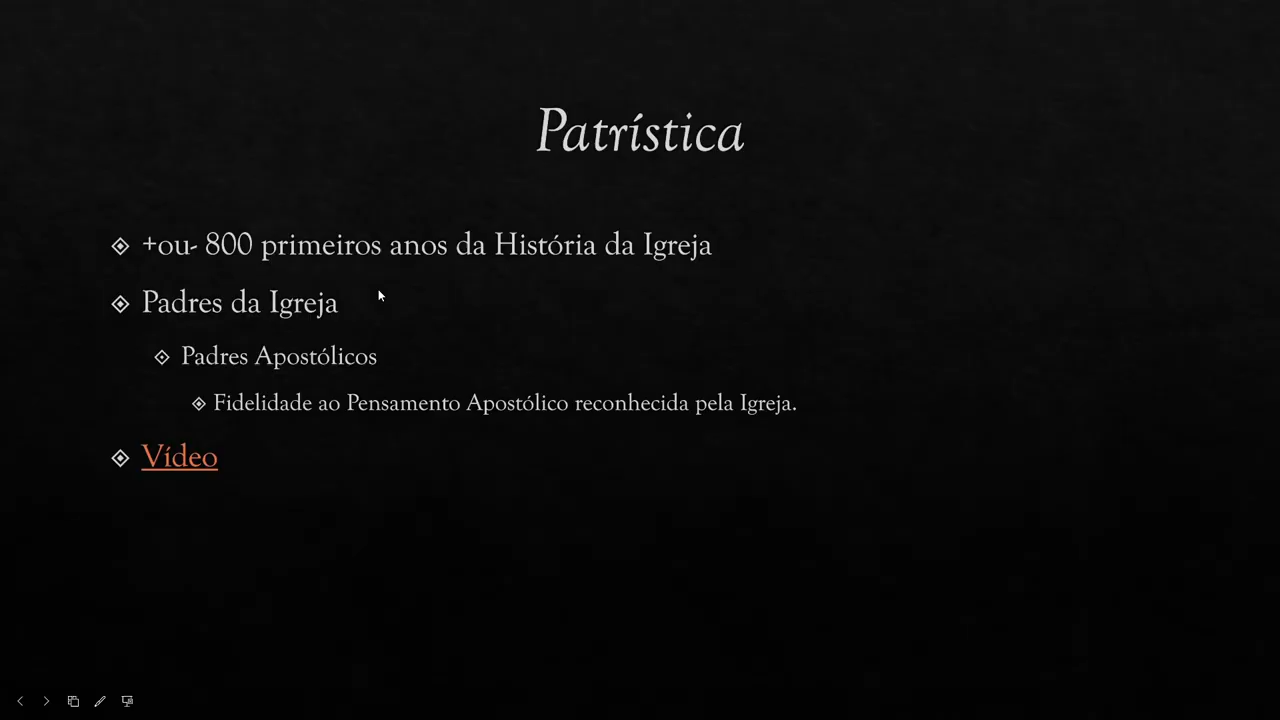 Patrística
+ou- 800 primeiros anos da História da Igreja
Padres da Igreja
Padres Apostólicos
Fidelidade ao Pensamento Apostólico reconhecida pela Igreja.
Vídeo